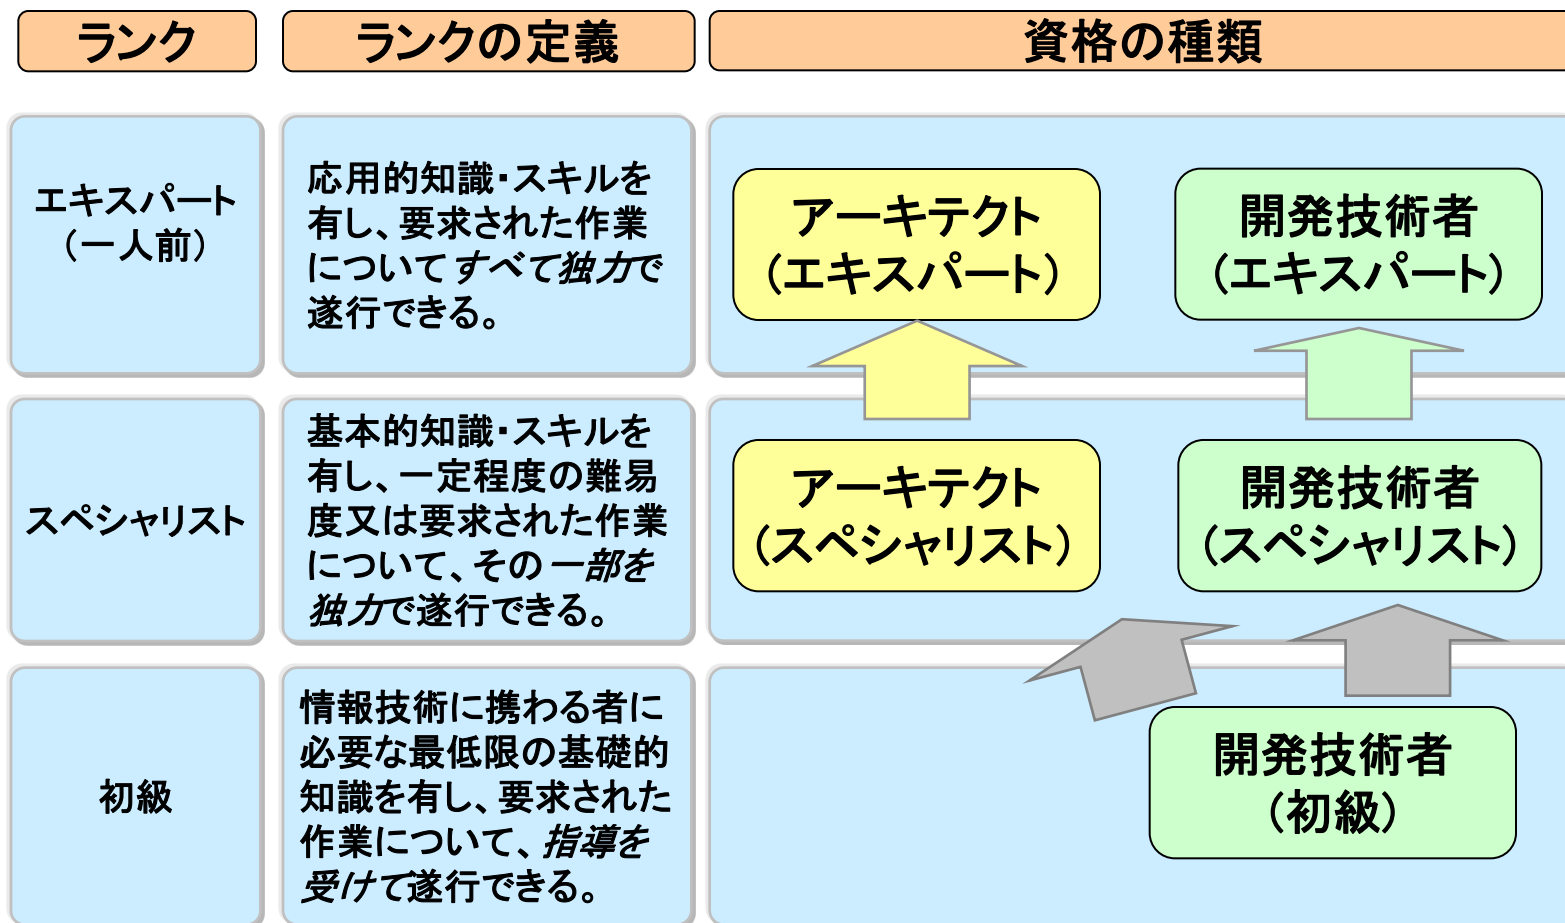 ランク
ランクの定義
資格の種類
エキスパート
（一人前）
応用的知識・スキルを
有し、要求された作業
についてすべて独力で
遂行できる。
アーキテクト
（エキスパート）
開発技術者
（エキスパート）
スペシャリスト
基本的知識・スキルを
有し、一定程度の難易
度又は要求された作業
について、その一部を
独力で遂行できる。
アーキテクト
（スペシャリスト）
開発技術者
（スペシャリスト）
初級
情報技術に携わる者に
必要な最低限の基礎的
知識を有し、要求された
作業について、指導を
受けて遂行できる。
開発技術者
（初級）